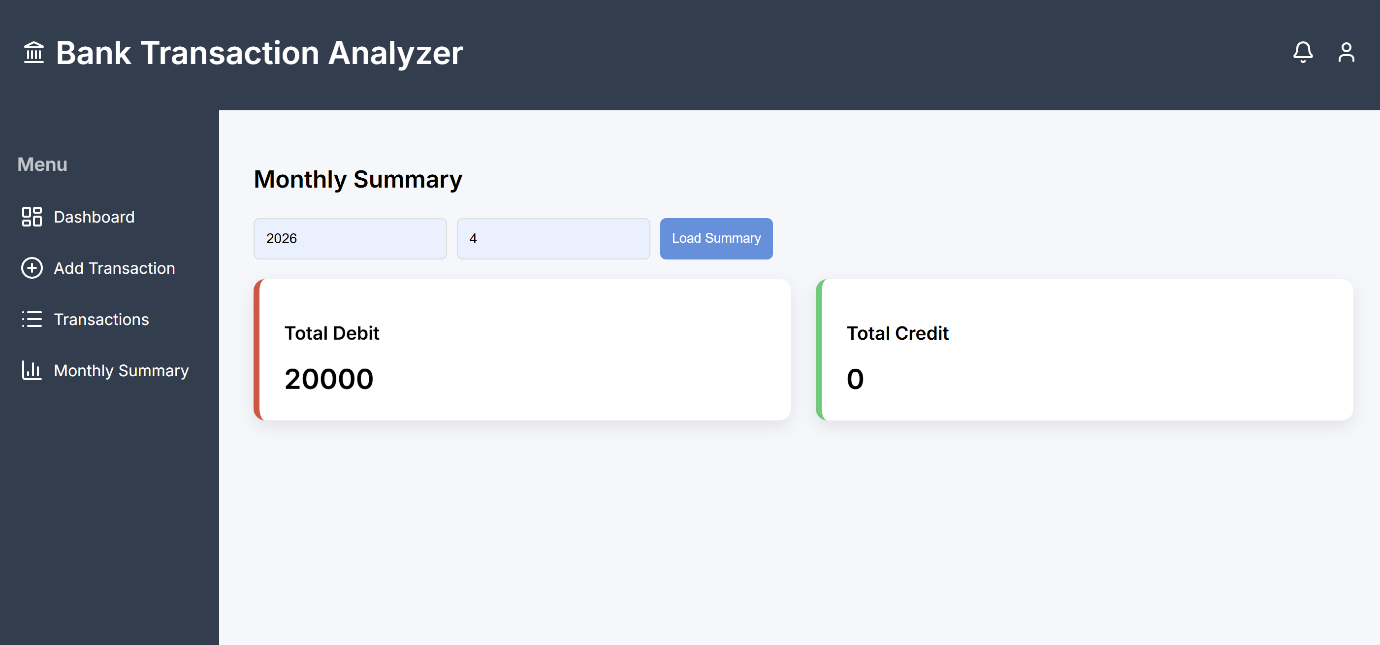 Bank Transaction Analyzer
Menu
Dashboard
Add Transaction
Transactions
Monthly Summary
Monthly Summary
2026
4
Load Summary
Total Debit
20000
Total Credit
0